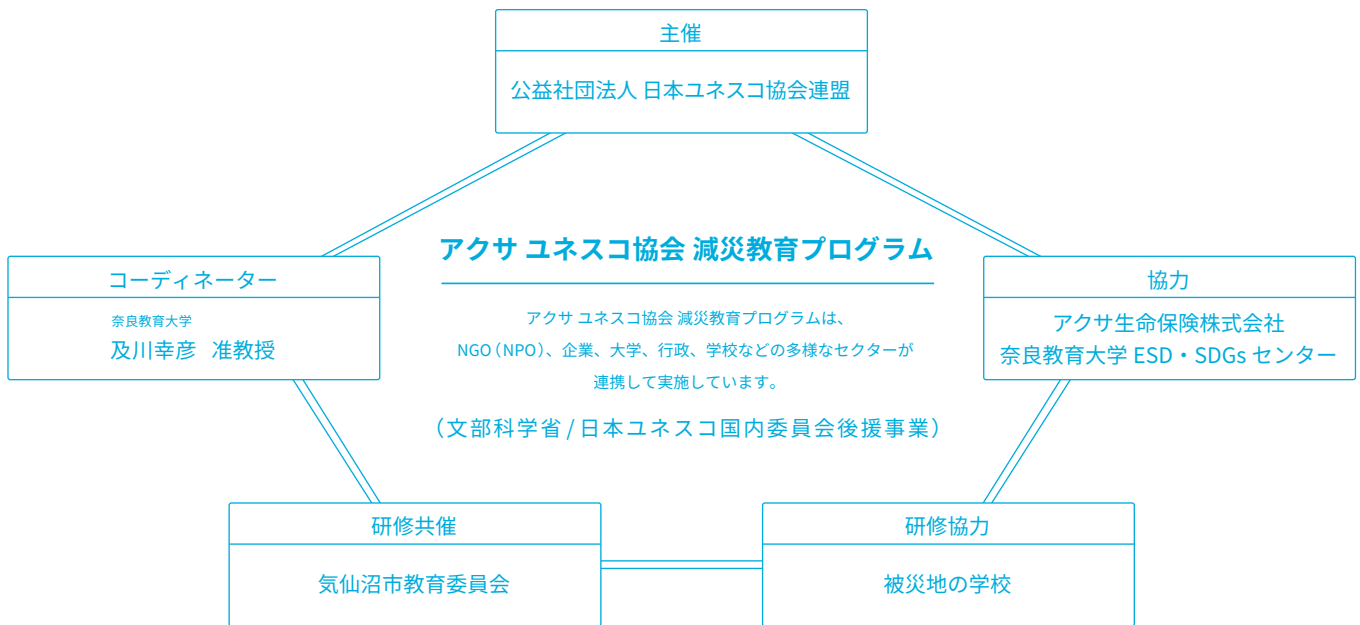 主催
公益社団法人 日本ユネスコ協会連盟
アクサ ユネスコ協会 減災教育プログラム
アクサ ユネスコ協会 減災教育プログラムは、
NGO（NPO）、企業、大学、行政、学校などの多様なセクターが
連携して実施しています。
（文部科学省/日本ユネスコ国内委員会後援事業）
コーディネーター
奈良教育大学
及川幸彦 准教授
協力
アクサ生命保険株式会社
奈良教育大学 ESD・SDGs センター
研修共催
気仙沼市教育委員会
研修協力
被災地の学校